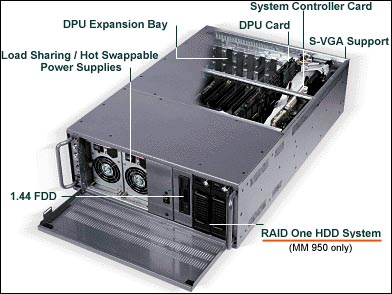 System Controller Card
DPU Expansion Bay
DPU Card
S-VGA Support
Load Sharing / Hot Swappable
Power Supplies
1.44 FDD
RAID One HDD System
(MM 950 only)